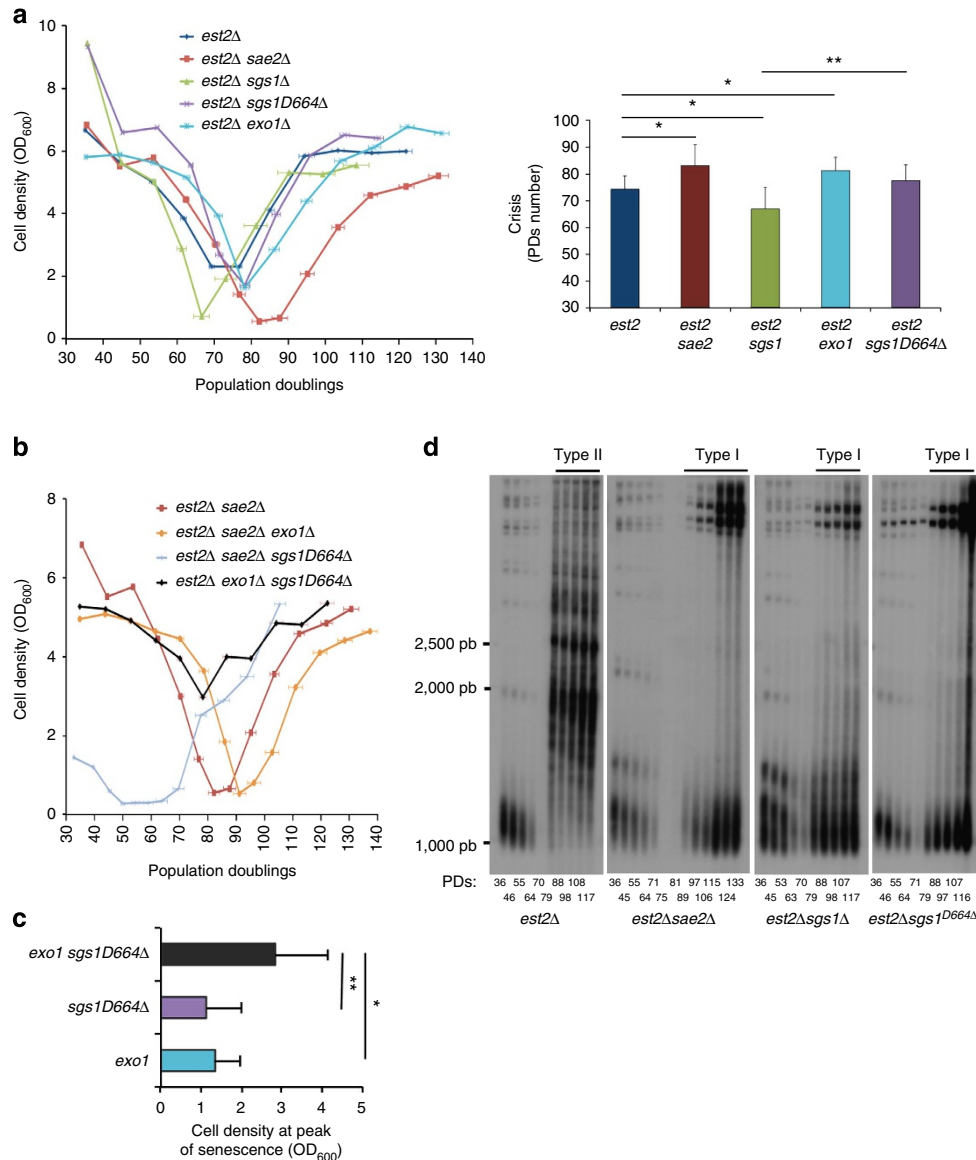 a
Cell density (OD600)
10
8
6
4
2
0
30 40 50 60 70 80 90 100 110 120 130 140
Population doublings
est2Δ
est2Δ sae2Δ
est2Δ sgs1Δ
est2Δ sgs1D664Δ
est2Δ exo1Δ
Crisis
(PDs number)
100
90
80
70
60
50
40
30
*
**
*
*
est2
est2 sae2
est2 sgs1
est2 exo1
est2 sgs1D664Δ
b
Cell density (OD600)
8
6
4
2
0
30 40 50 60 70 80 90 100 110 120 130 140
Population doublings
est2Δ sae2Δ
est2Δ sae2Δ exo1Δ
est2Δ sae2Δ sgs1D664Δ
est2Δ exo1Δ sgs1D664Δ
c
exo1 sgs1D664Δ
sgs1D664Δ
exo1
**
*
0 1 2 3 4 5
Cell density at peak
of senescence (OD600)
d
Type II Type I Type I Type I
2,500 pb
2,000 pb
1,000 pb
PDs:
36 55 70 88 108
46 64 79 98 117
est2Δ
36 55 71 81 97 115 133
45 64 75 89 106 124
est2Δsae2Δ
36 53 70 88 107
45 63 79 98 117
est2Δsgs1Δ
36 55 71 88 107
46 64 79 97 116
est2Δsgs1D664Δ